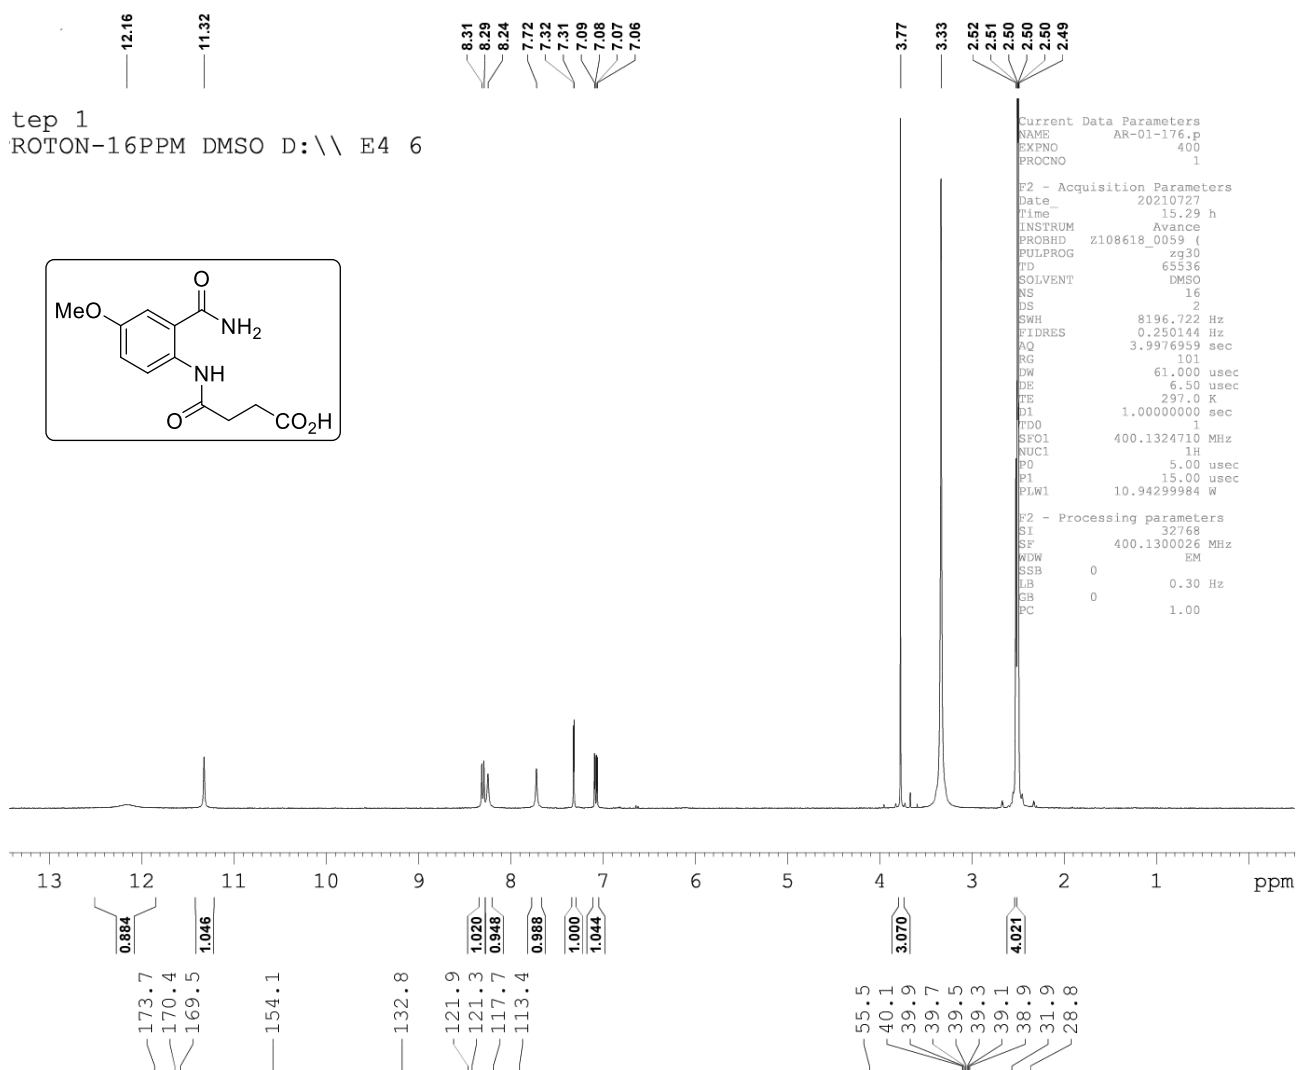 12.16
11.32
8.31
8.29
8.24
7.72
7.32
7.31
7.09
7.08
7.07
7.06
3.77
3.33
2.52
2.51
2.50
2.50
2.50
2.49
tep 1
ROTON-16PPM DMSO D:\\ E4 6
O
MeO
NH2
NH
O
CO2H
Current Data Parameters
NAME AR-01-176.p
EXPNO 400
PROCNO 1
F2 - Acquisition Parameters
Date_ 20210727
Time 15.29 h
INSTRUM Avance
PROBHD Z108618_0059 (
PULPROG zg30
TD 65536
SOLVENT DMSO
NS 16
DS 2
SWH 8196.722 Hz
FIDRES 0.250144 Hz
AQ 3.9976959 sec
RG 101
DW 61.000 usec
DE 6.50 usec
TE 297.0 K
D1 1.00000000 sec
TD0 1
SFO1 400.1324710 MHz
NUC1 1H
P0 5.00 usec
P1 15.00 usec
PLW1 10.94299984 W
F2 - Processing parameters
SI 32768
SF 400.1300026 MHz
WDW EM
SSB 0
LB 0.30 Hz
GB 0
PC 1.00
13 12 11 10 9 8 7 6 5 4 3 2 1 ppm
0.884
1.046
1.020
0.948
0.988
1.000
1.044
3.070
4.021
173.7
170.4
169.5
154.1
132.8
121.9
121.3
117.7
113.4
55.5
40.1
39.9
39.7
39.5
39.3
39.1
38.9
31.9
28.8